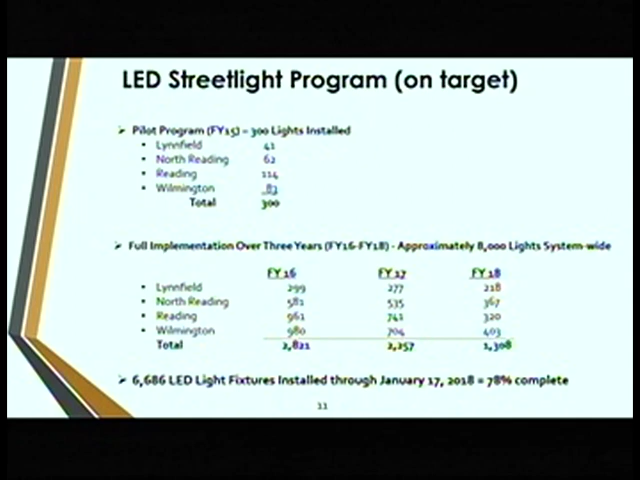 LED Streetlight Program (on target)
➢ Pilot Program (FY15) – 300 Lights Installed
• Lynnfield 41
• North Reading 62
• Reading 114
• Wilmington 83
Total 300
➢ Full Implementation Over Three Years (FY16-FY18) - Approximately 8,000 Lights System-wide
FY 16 FY 17 FY 18
• Lynnfield 299 277 218
• North Reading 581 535 367
• Reading 961 741 320
• Wilmington 980 704 403
Total 2,821 2,257 1,308
➢ 6,686 LED Light Fixtures Installed through January 17, 2018 = 78% complete
11